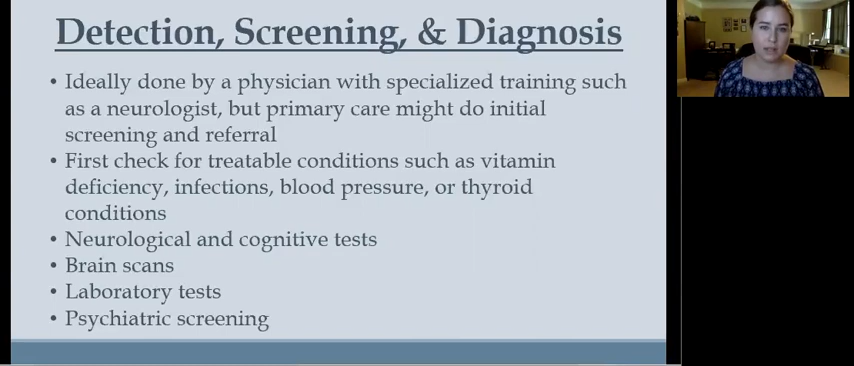 Detection, Screening, & Diagnosis
• Ideally done by a physician with specialized training such
as a neurologist, but primary care might do initial
screening and referral
• First check for treatable conditions such as vitamin
deficiency, infections, blood pressure, or thyroid
conditions
• Neurological and cognitive tests
• Brain scans
• Laboratory tests
• Psychiatric screening